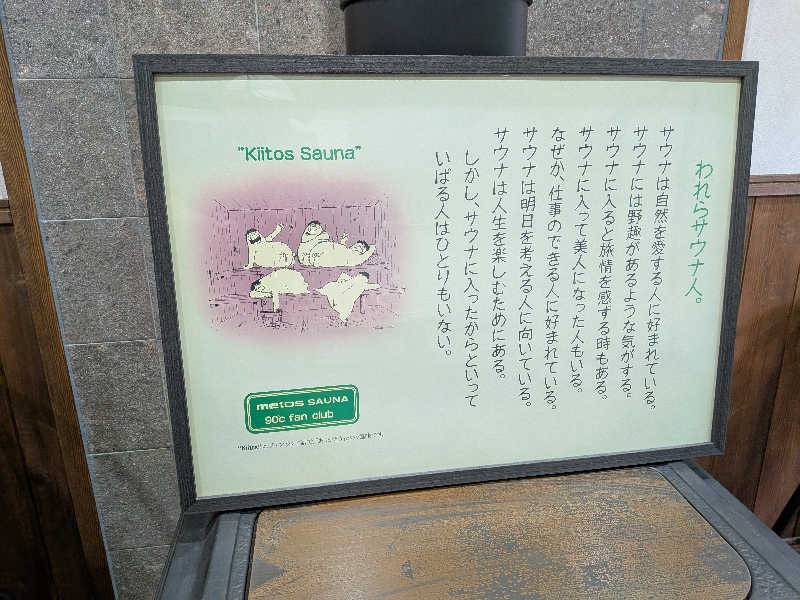 われらサウナ人。
サウナは自然を愛する人に好まれている。
サウナには野趣があるような気がする。
サウナに入ると旅情を感ずる時もある。
サウナに入って美人になった人もいる。
なぜか、仕事のできる人に好まれている。
サウナは明日を考える人に向いている。
サウナは人生を楽しむためにある。
しかし、サウナに入ったからといって
いばる人はひとりもいない。
"Kiitos Sauna"
metos SAUNA
90℃ fan club